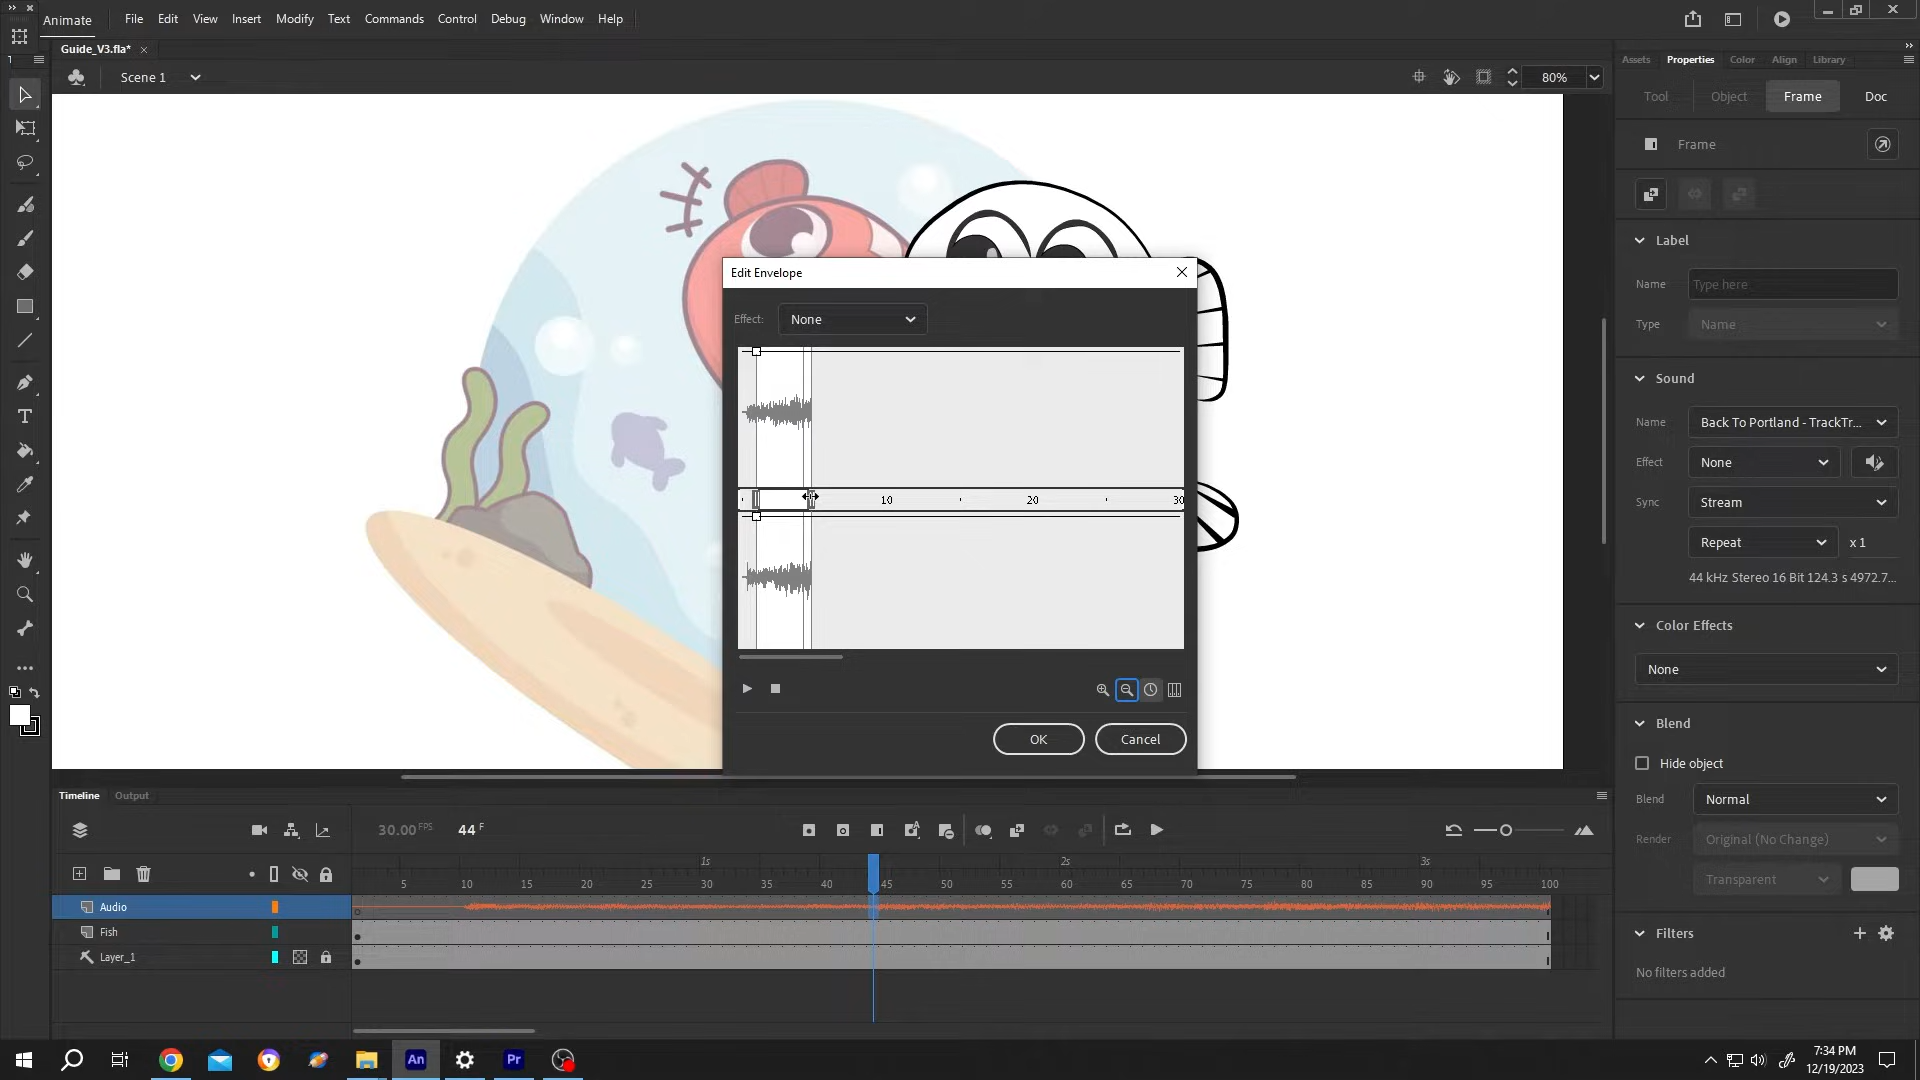 Animate File Edit View Insert Modify Text Commands Control Debug Window Help
Guide_V3.fla*
Assets Properties Color Align Library
Scene 1
80%
Tool Object Frame Doc
Frame
Label
Name Type here
Type Name
Sound
Name Back To Portland - TrackTr...
Effect None
Sync Stream
Repeat x 1
44 kHz Stereo 16 Bit 124.3 s 4972.7...
Color Effects
None
Blend
Hide object
Blend Normal
Render Original (No Change)
Transparent
Filters
No filters added
Edit Envelope
Effect: None
10 20 30
OK Cancel
Timeline Output
30.00 FPS 44 F
1s 2s 3s
5 10 15 20 25 30 35 40 45 50 55 60 65 70 75 80 85 90 95 100
Audio
Fish
Layer_1
An Pr
7:34 PM
12/19/2023